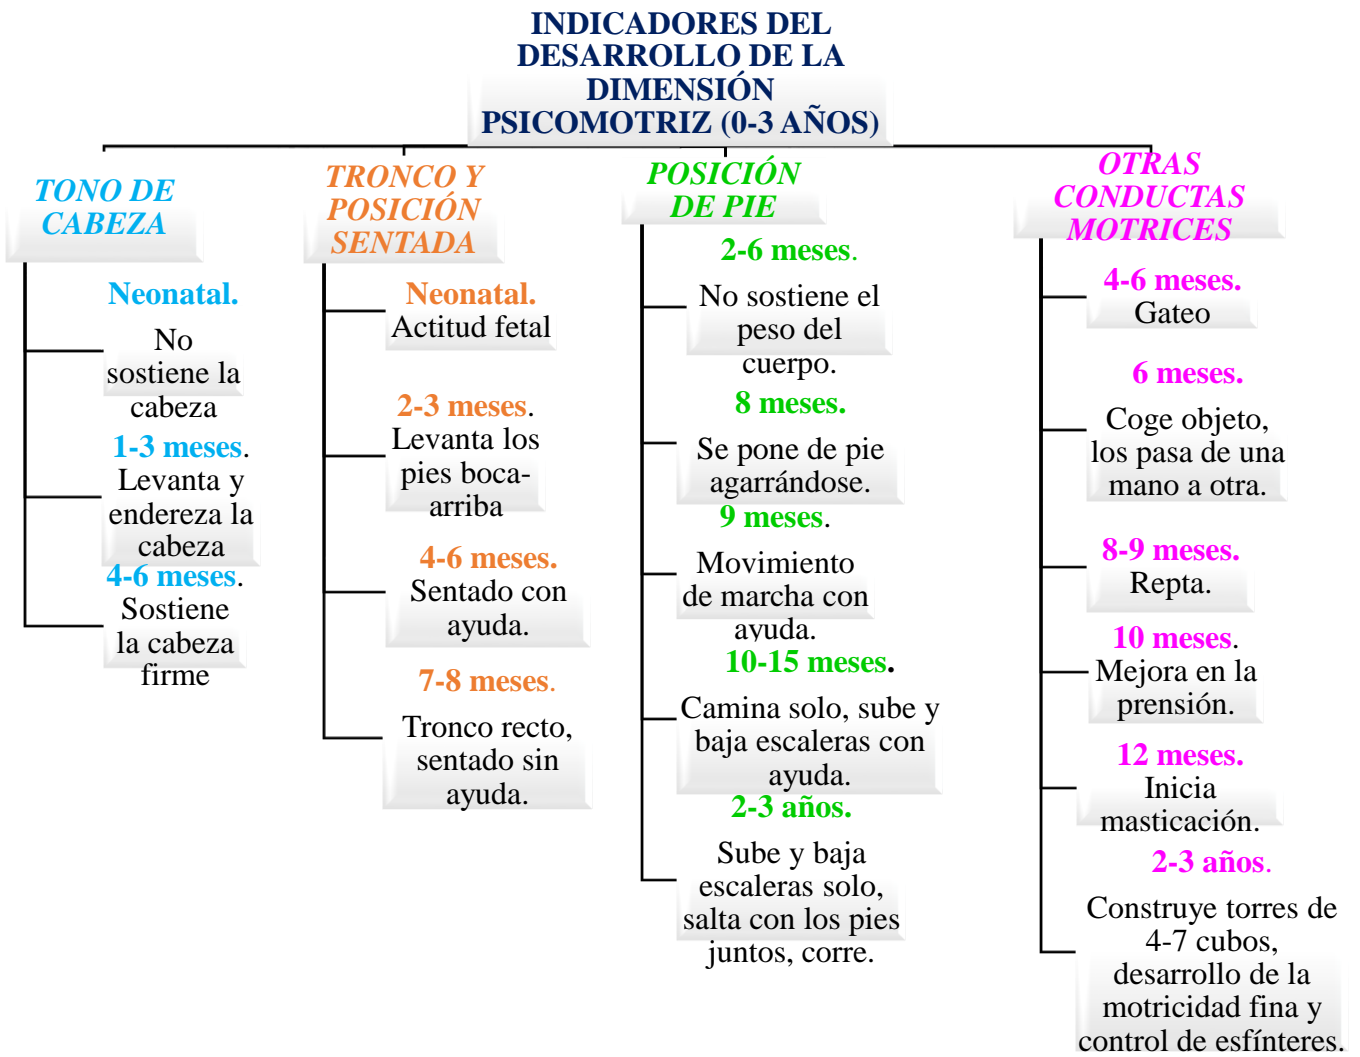 INDICADORES DEL
DESARROLLO DE LA
DIMENSIÓN
PSICOMOTRIZ (0-3 AÑOS)
TONO DE
CABEZA
Neonatal.
No
sostiene la
cabeza
1-3 meses.
Levanta y
endereza la
cabeza
4-6 meses.
Sostiene
la cabeza
firme
TRONCO Y
POSICIÓN
SENTADA
Neonatal.
Actitud fetal
2-3 meses.
Levanta los
pies boca-
arriba
4-6 meses.
Sentado con
ayuda.
7-8 meses.
Tronco recto,
sentado sin
ayuda.
POSICIÓN
DE PIE
2-6 meses.
No sostiene el
peso del
cuerpo.
8 meses.
Se pone de pie
agarrándose.
9 meses.
Movimiento
de marcha con
ayuda.
10-15 meses.
Camina solo, sube y
baja escaleras con
ayuda.
2-3 años.
Sube y baja
escaleras solo,
salta con los pies
juntos, corre.
OTRAS
CONDUCTAS
MOTRICES
4-6 meses.
Gateo
6 meses.
Coge objeto,
los pasa de una
mano a otra.
8-9 meses.
Repta.
10 meses.
Mejora en la
prensión.
12 meses.
Inicia
masticación.
2-3 años.
Construye torres de
4-7 cubos,
desarrollo de la
motricidad fina y
control de esfínteres.